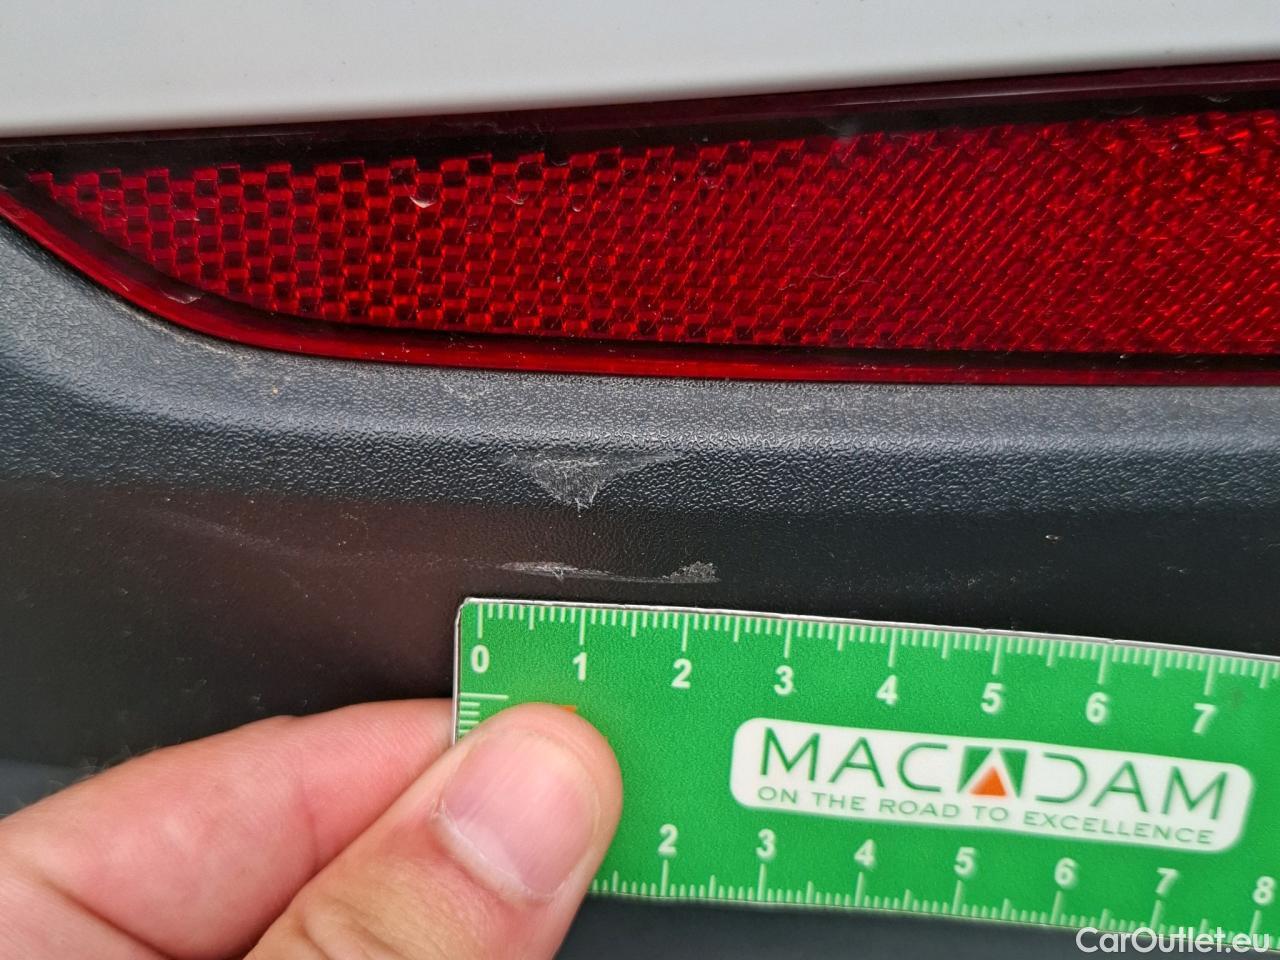 0 1 2 3 4 5 6 7
MACADAM
ON THE ROAD TO EXCELLENCE
2 3 4 5 6 7 8
CarOutlet.eu